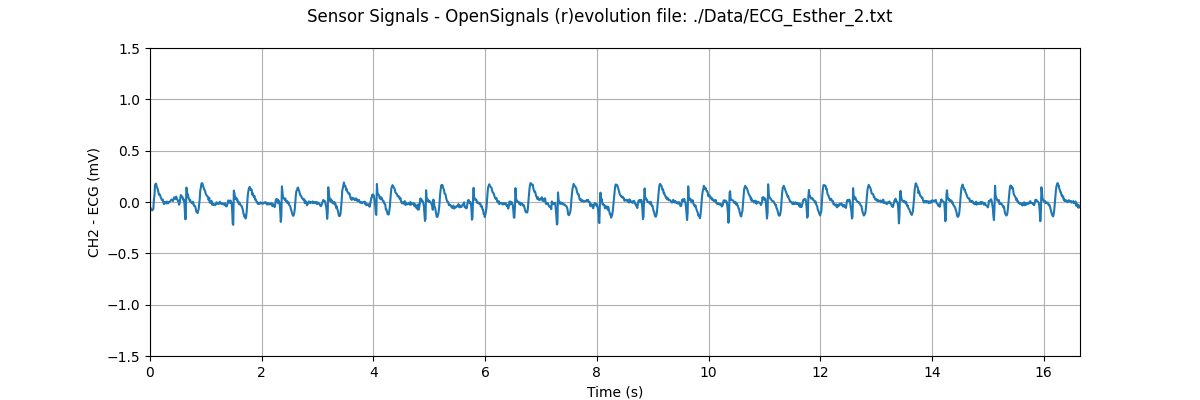 Sensor Signals - OpenSignals (r)evolution file: ./Data/ECG_Esther_2.txt
CH2 - ECG (mV)
1.5
1.0
0.5
0.0
−0.5
−1.0
−1.5
0 2 4 6 8 10 12 14 16
Time (s)